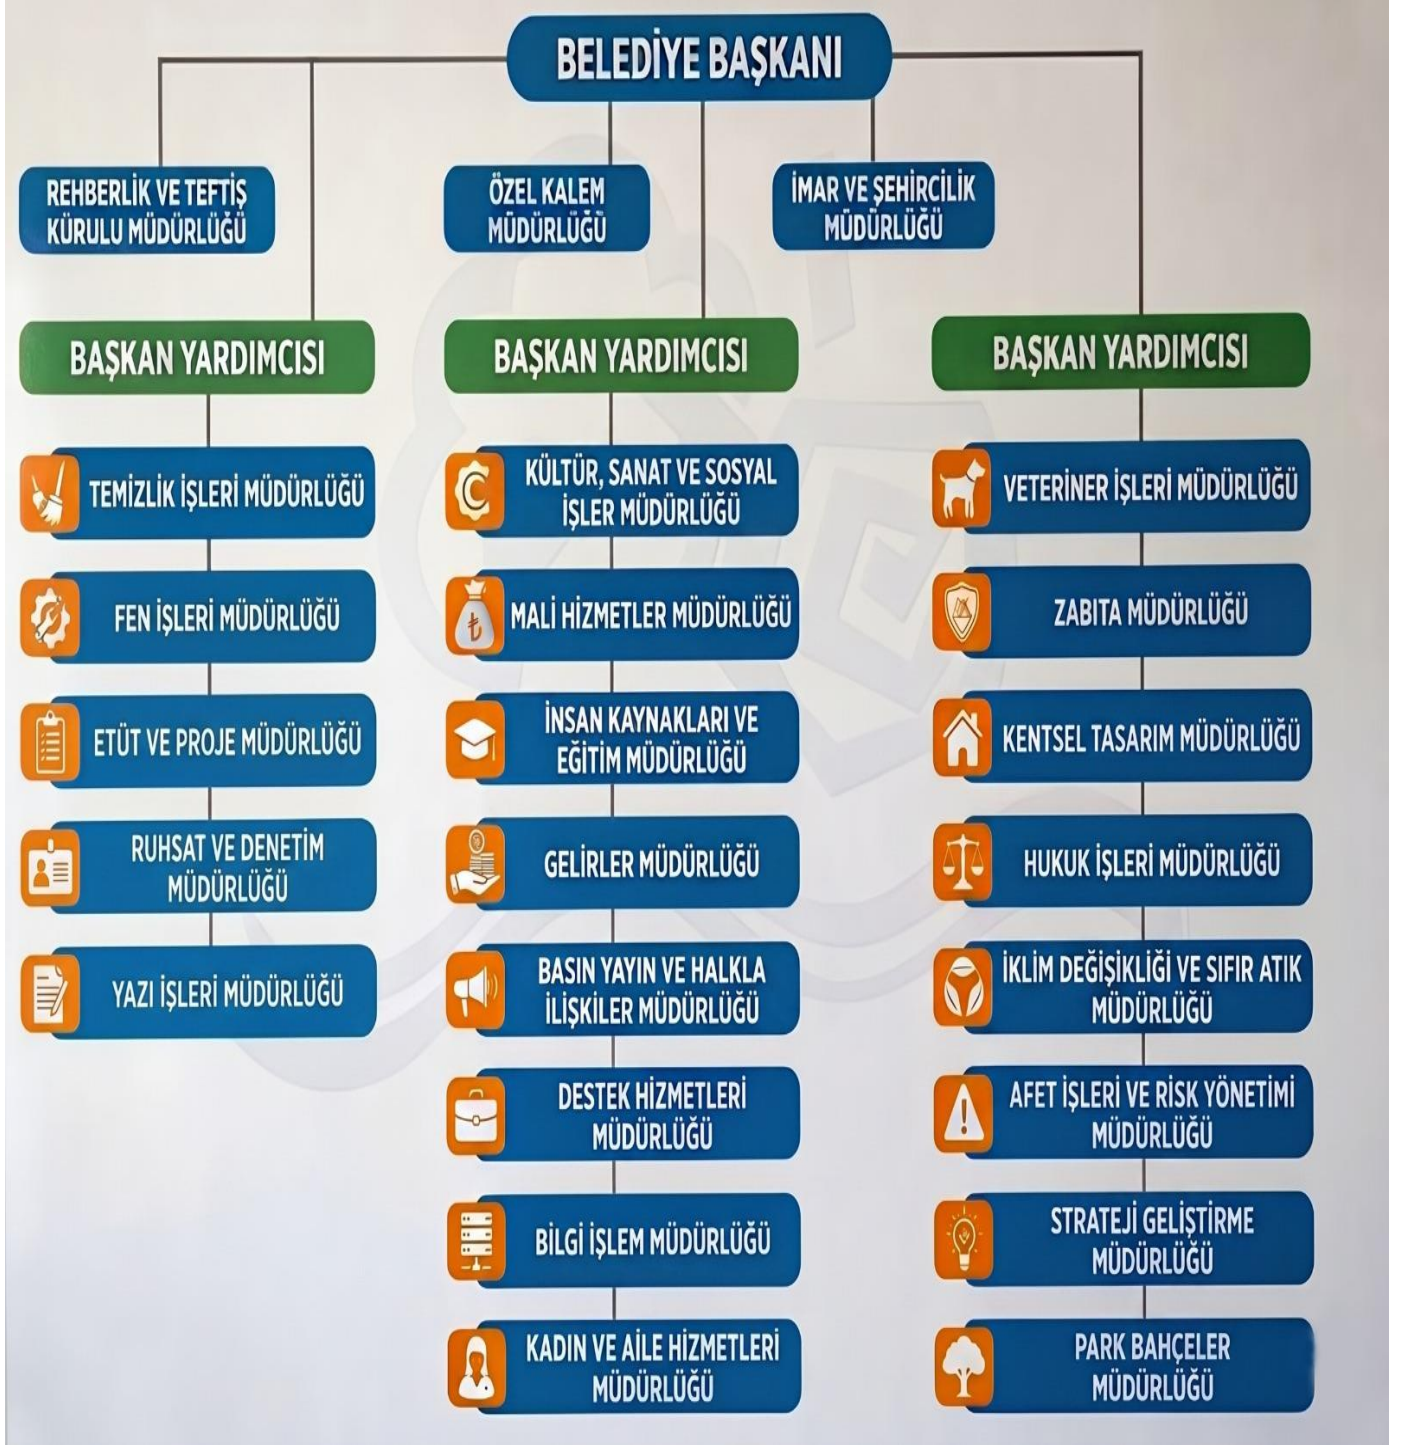 BELEDİYE BAŞKANI
REHBERLİK VE TEFTİŞ
KURULU MÜDÜRLÜĞÜ
ÖZEL KALEM
MÜDÜRLÜĞÜ
İMAR VE ŞEHİRCİLİK
MÜDÜRLÜĞÜ
BAŞKAN YARDIMCISI
TEMİZLİK İŞLERİ MÜDÜRLÜĞÜ
FEN İŞLERİ MÜDÜRLÜĞÜ
ETÜT VE PROJE MÜDÜRLÜĞÜ
RUHSAT VE DENETİM
MÜDÜRLÜĞÜ
YAZI İŞLERİ MÜDÜRLÜĞÜ
BAŞKAN YARDIMCISI
KÜLTÜR, SANAT VE SOSYAL
İŞLER MÜDÜRLÜĞÜ
MALİ HİZMETLER MÜDÜRLÜĞÜ
İNSAN KAYNAKLARI VE
EĞİTİM MÜDÜRLÜĞÜ
GELİRLER MÜDÜRLÜĞÜ
BASIN YAYIN VE HALKLA
İLİŞKİLER MÜDÜRLÜĞÜ
DESTEK HİZMETLERİ
MÜDÜRLÜĞÜ
BİLGİ İŞLEM MÜDÜRLÜĞÜ
KADIN VE AİLE HİZMETLERİ
MÜDÜRLÜĞÜ
BAŞKAN YARDIMCISI
VETERİNER İŞLERİ MÜDÜRLÜĞÜ
ZABITA MÜDÜRLÜĞÜ
KENTSEL TASARIM MÜDÜRLÜĞÜ
HUKUK İŞLERİ MÜDÜRLÜĞÜ
İKLİM DEĞİŞİKLİĞİ VE SIFIR ATIK
MÜDÜRLÜĞÜ
AFET İŞLERİ VE RİSK YÖNETİMİ
MÜDÜRLÜĞÜ
STRATEJİ GELİŞTİRME
MÜDÜRLÜĞÜ
PARK BAHÇELER
MÜDÜRLÜĞÜ